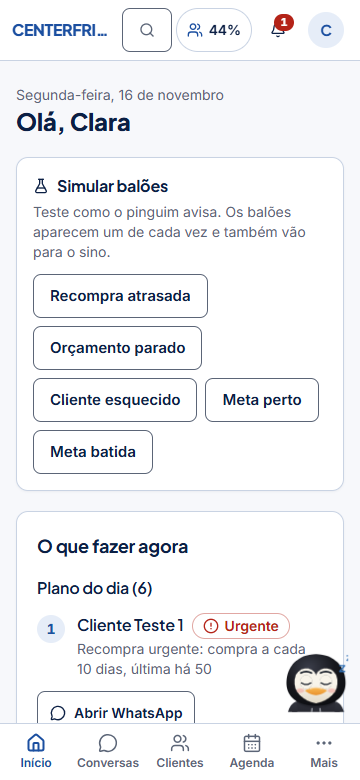 CENTERFRI...
44%
1
C
Segunda-feira, 16 de novembro
Olá, Clara
Simular balões
Teste como o pinguim avisa. Os balões
aparecem um de cada vez e também vão
para o sino.
Recompra atrasada
Orçamento parado
Cliente esquecido
Meta perto
Meta batida
O que fazer agora
Plano do dia (6)
1
Cliente Teste 1
Urgente
Recompra urgente: compra a cada
10 dias, última há 50
Abrir WhatsApp
Início
Conversas
Clientes
Agenda
Mais